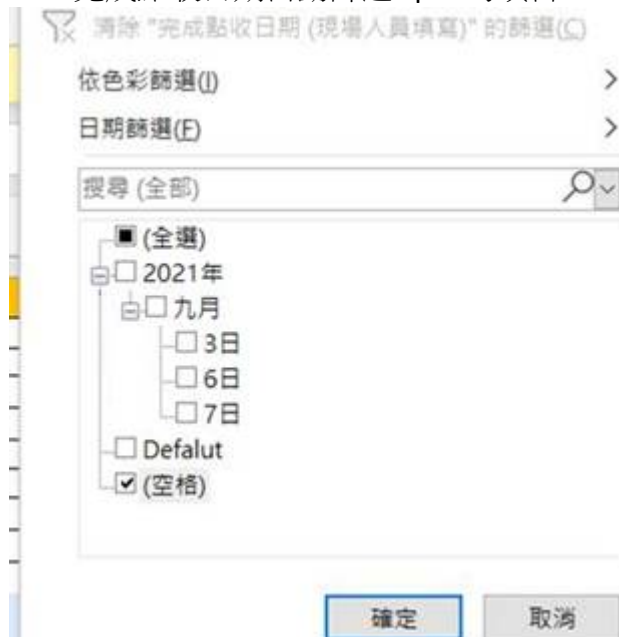 清除 "完成點收日期 (現場人員填寫)" 的篩選(C)
依色彩篩選(I)
日期篩選(F)
搜尋 (全部)
(全選)
2021年
九月
3日
6日
7日
Defalut
(空格)
確定 取消